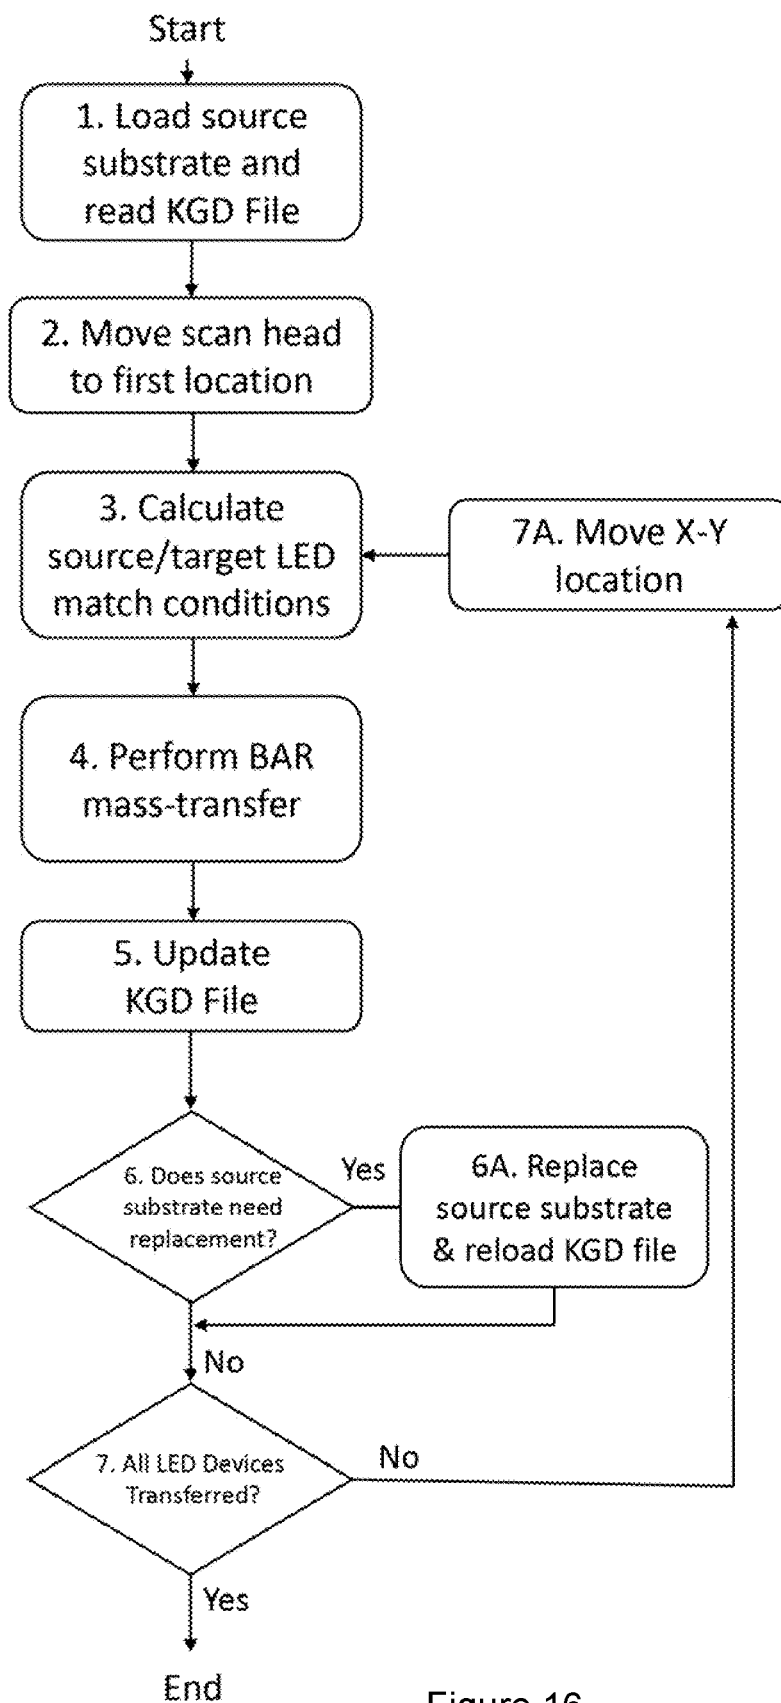 Start
1. Load source
substrate and
read KGD File
2. Move scan head
to first location
3. Calculate
source/target LED
match conditions
7A. Move X-Y
location
4. Perform BAR
mass-transfer
5. Update
KGD File
6. Does source
substrate need
replacement?
Yes
6A. Replace
source substrate
& reload KGD file
No
7. All LED Devices
Transferred?
No
Yes
End
Figure 16